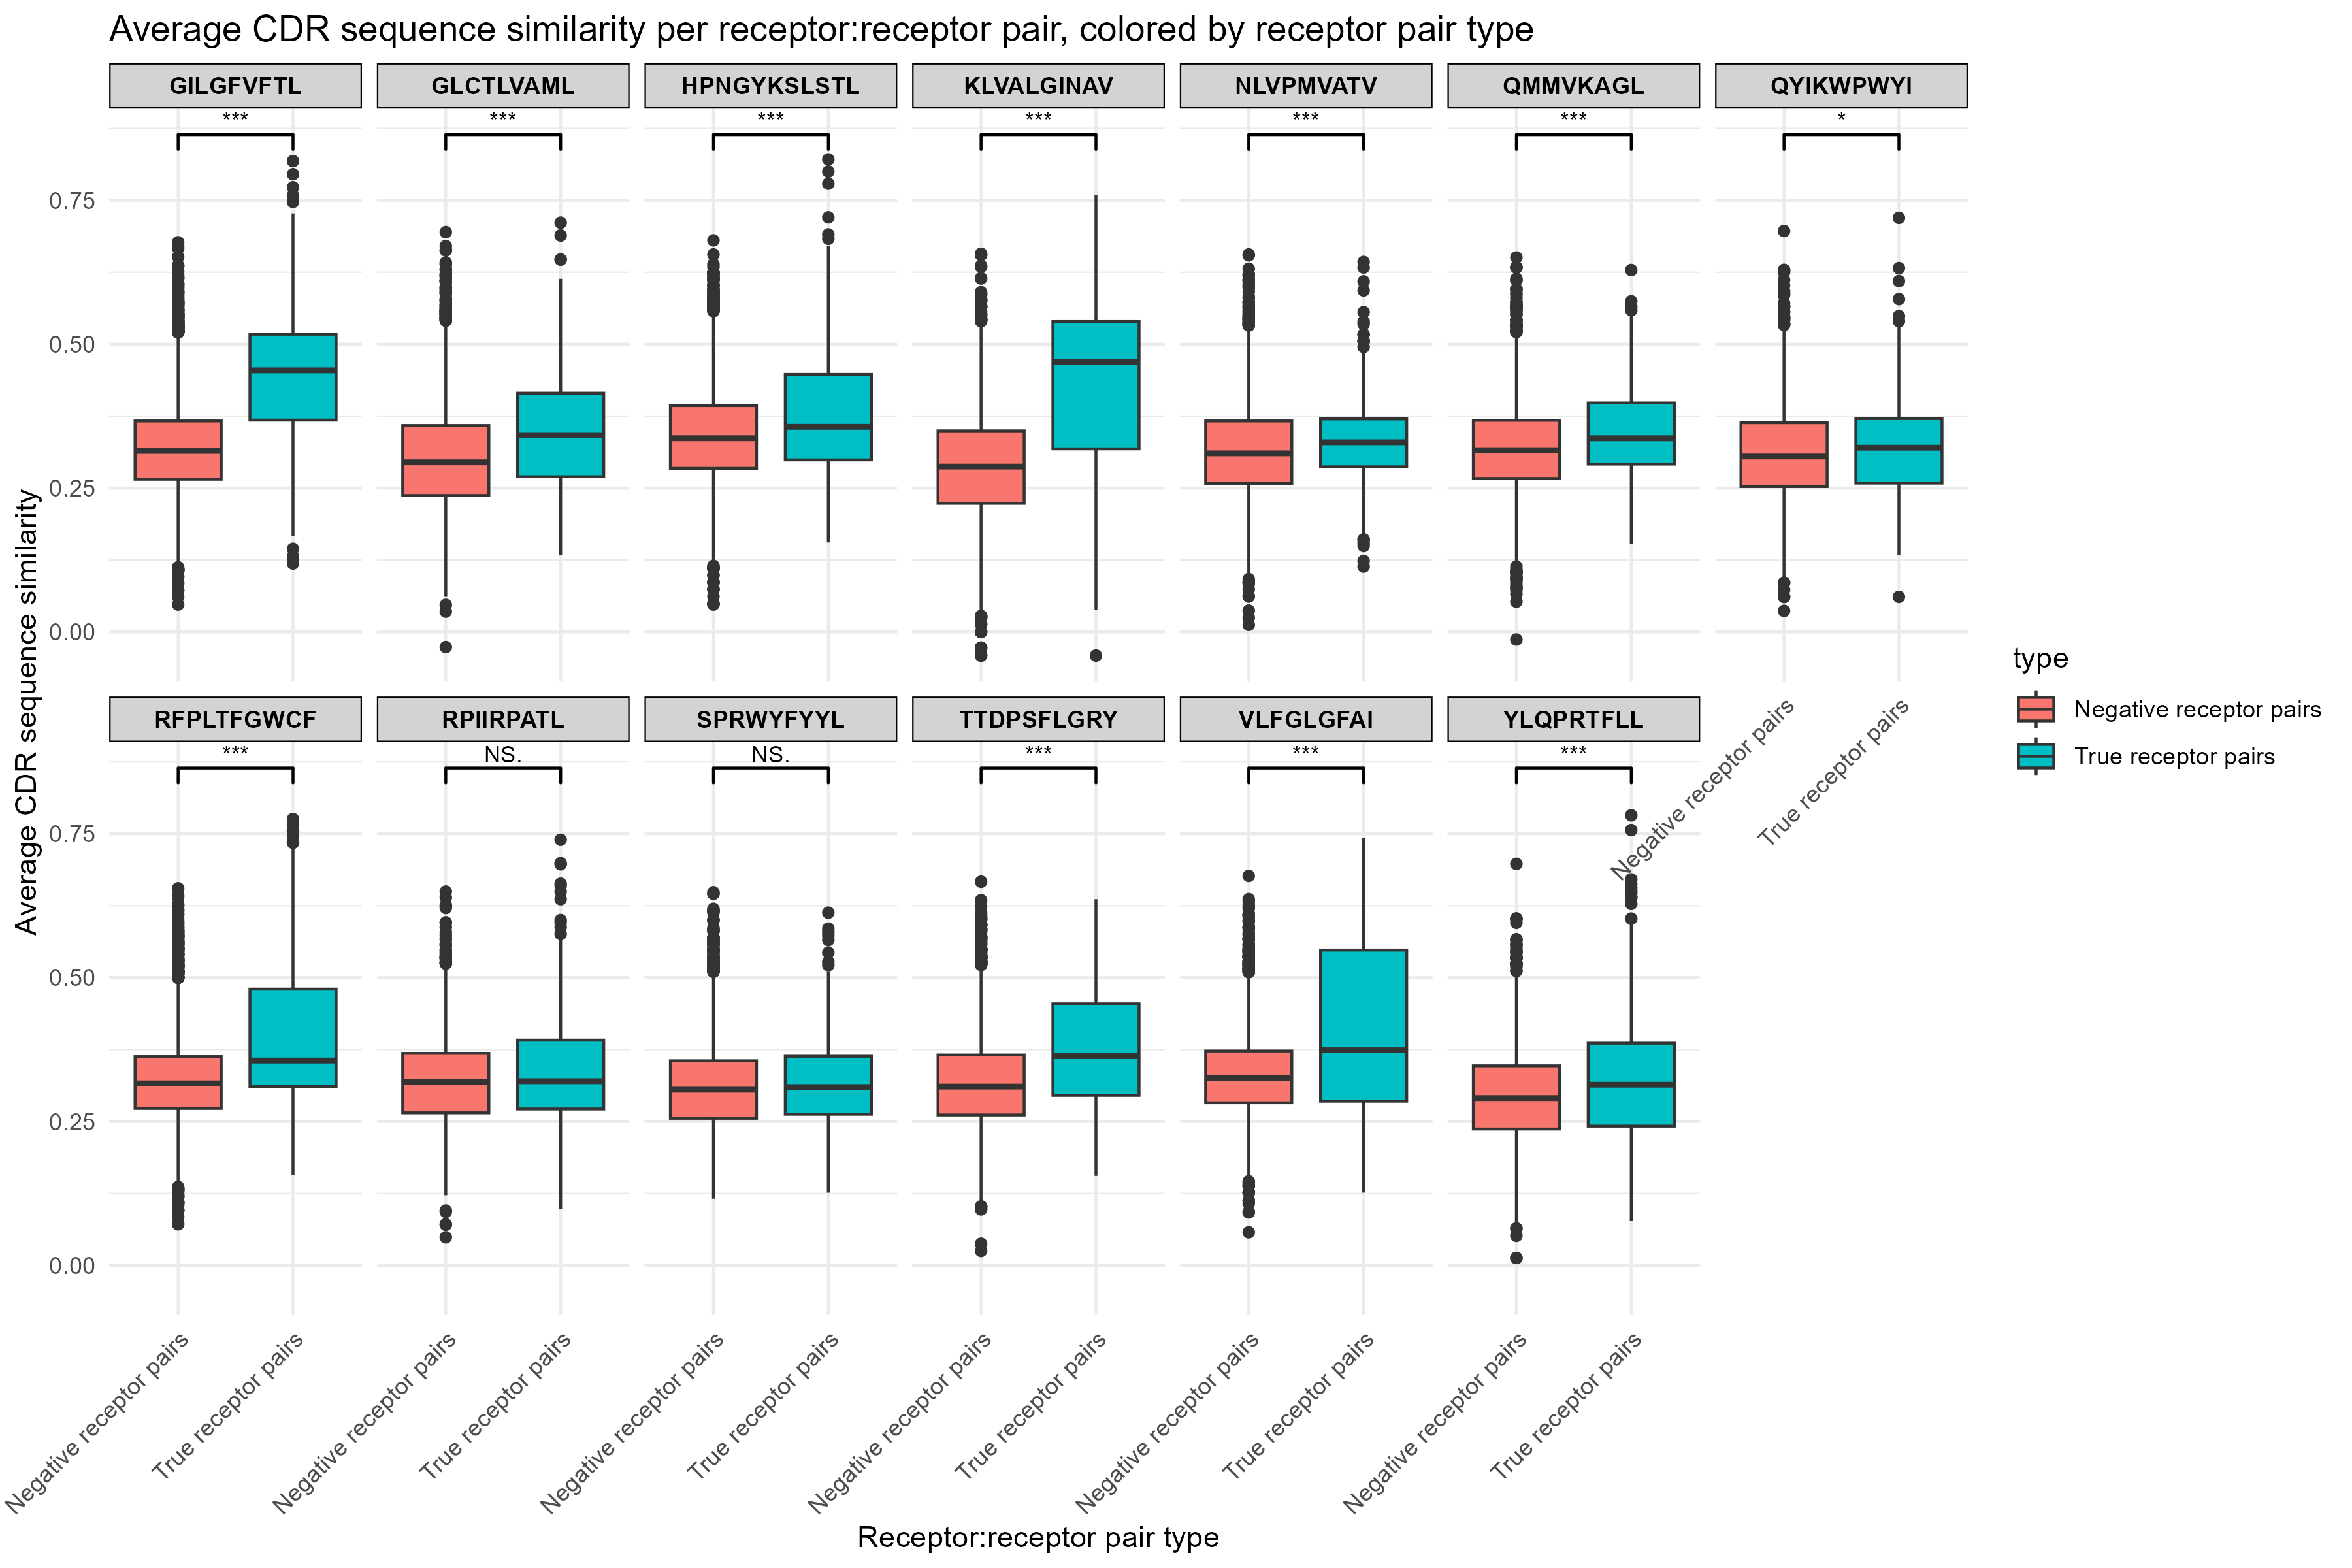 Average CDR sequence similarity per receptor:receptor pair, colored by receptor pair type
GILGFVFTL
GLCTLVAML
HPNGYKSLSTL
KLVALGINAV
NLVPMVATV
QMMVKAGL
QYIKWPWYI
***
***
***
***
***
***
*
0.75
0.50
0.25
0.00
Average CDR sequence similarity
Negative receptor pairs
True receptor pairs
type
Negative receptor pairs
True receptor pairs
RFPLTFGWCF
RPIIRPATL
SPRWYFYYL
TTDPSFLGRY
VLFGLGFAI
YLQPRTFLL
***
NS.
NS.
***
***
***
0.75
0.50
0.25
0.00
Negative receptor pairs
True receptor pairs
Negative receptor pairs
True receptor pairs
Negative receptor pairs
True receptor pairs
Negative receptor pairs
True receptor pairs
Negative receptor pairs
True receptor pairs
Negative receptor pairs
True receptor pairs
Receptor:receptor pair type